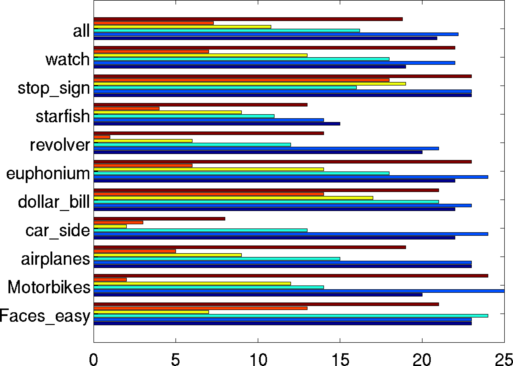 all
watch
stop_sign
starfish
revolver
euphonium
dollar_bill
car_side
airplanes
Motorbikes
Faces_easy
0 5 10 15 20 25